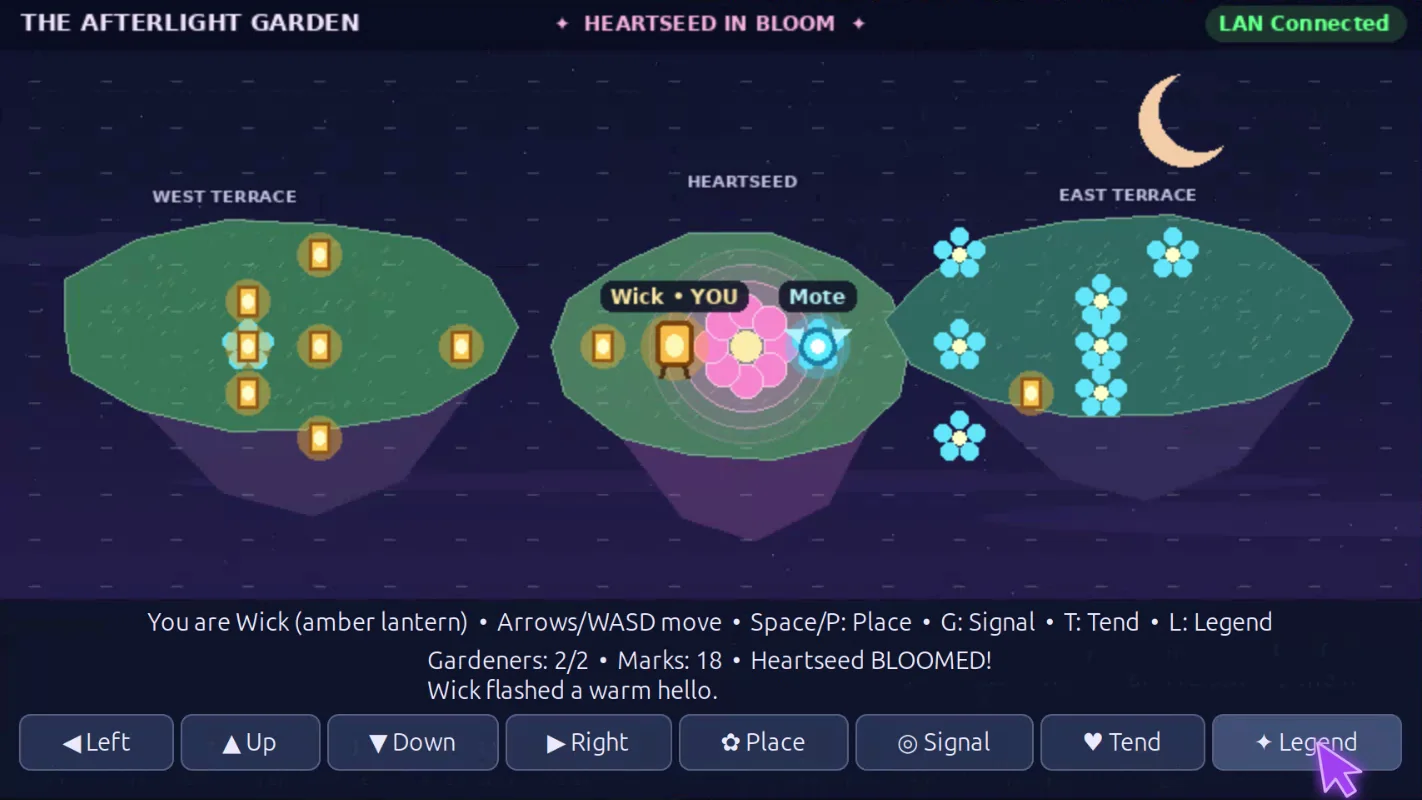 THE AFTERLIGHT GARDEN
✦ HEARTSEED IN BLOOM ✦
LAN Connected
WEST TERRACE
HEARTSEED
EAST TERRACE
Wick • YOU
Mote
You are Wick (amber lantern) • Arrows/WASD move • Space/P: Place • G: Signal • T: Tend • L: Legend
Gardeners: 2/2 • Marks: 18 • Heartseed BLOOMED!
Wick flashed a warm hello.
◀ Left
▲ Up
▼ Down
▶ Right
✿ Place
◎ Signal
♥ Tend
✦ Legend